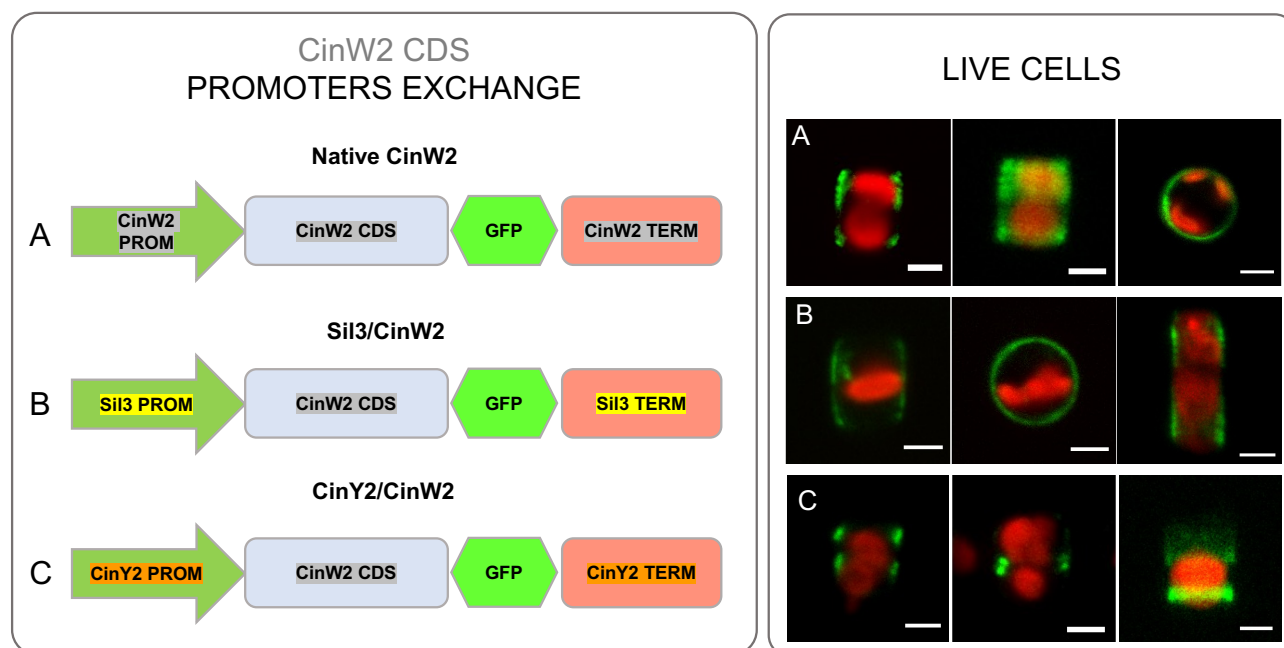 CinW2 CDS
PROMOTERS EXCHANGE
Native CinW2
A
CinW2
PROM
CinW2 CDS
GFP
CinW2 TERM
Sil3/CinW2
B
Sil3 PROM
CinW2 CDS
GFP
Sil3 TERM
CinY2/CinW2
C
CinY2 PROM
CinW2 CDS
GFP
CinY2 TERM
LIVE CELLS
A
B
C